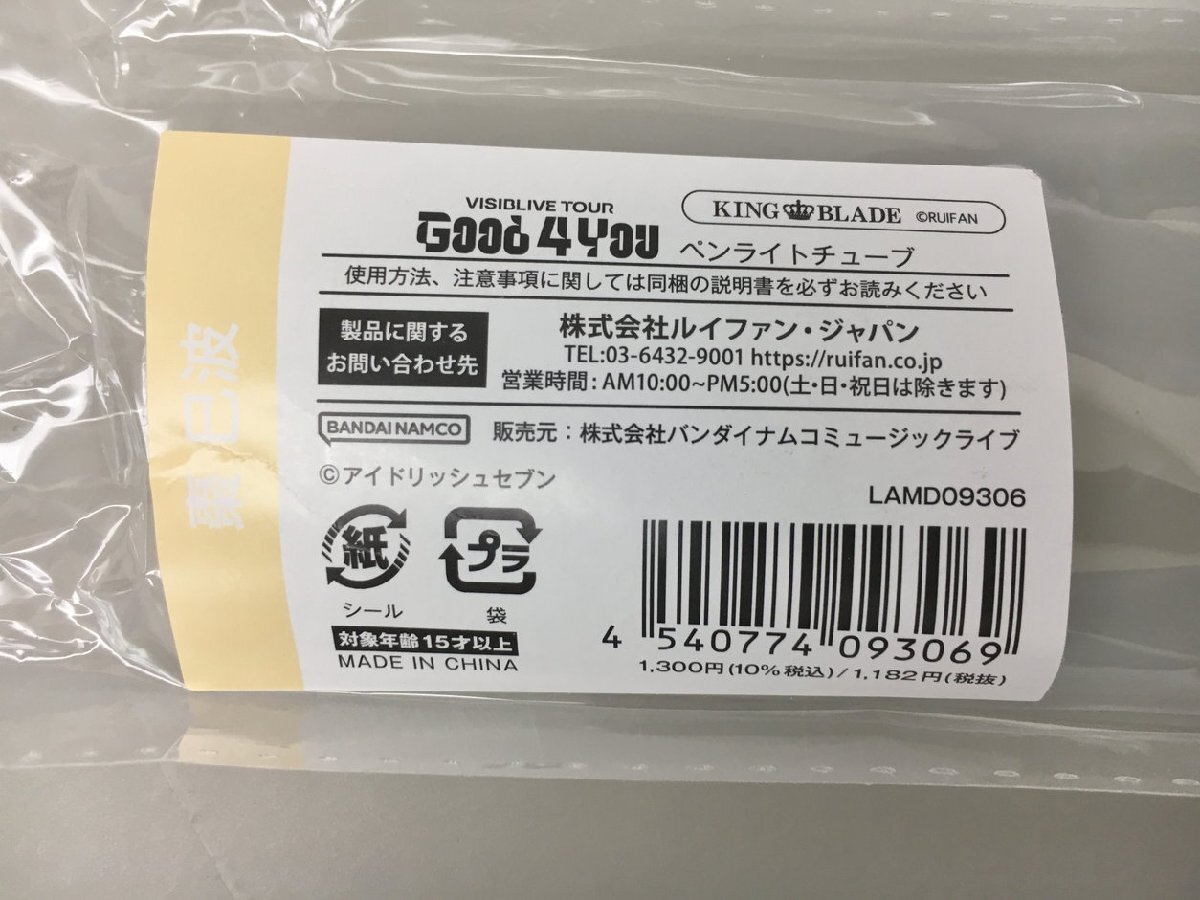 棗 巳波
VISIBLIVE TOUR
GOOD 4 YOU ペンライトチューブ
KING BLADE ©RUIFAN
使用方法、注意事項に関しては同梱の説明書を必ずお読みください
製品に関する
お問い合わせ先
株式会社ルイファン・ジャパン
TEL:03-6432-9001 https://ruifan.co.jp
営業時間:AM10:00~PM5:00(土・日・祝日は除きます)
BANDAI NAMCO 販売元:株式会社バンダイナムコミュージックライブ
©アイドリッシュセブン
LAMD09306
紙 プラ
シール 袋
対象年齢15才以上
MADE IN CHINA
4 540774 093069
1,300円(10%税込)/1,182円(税抜)